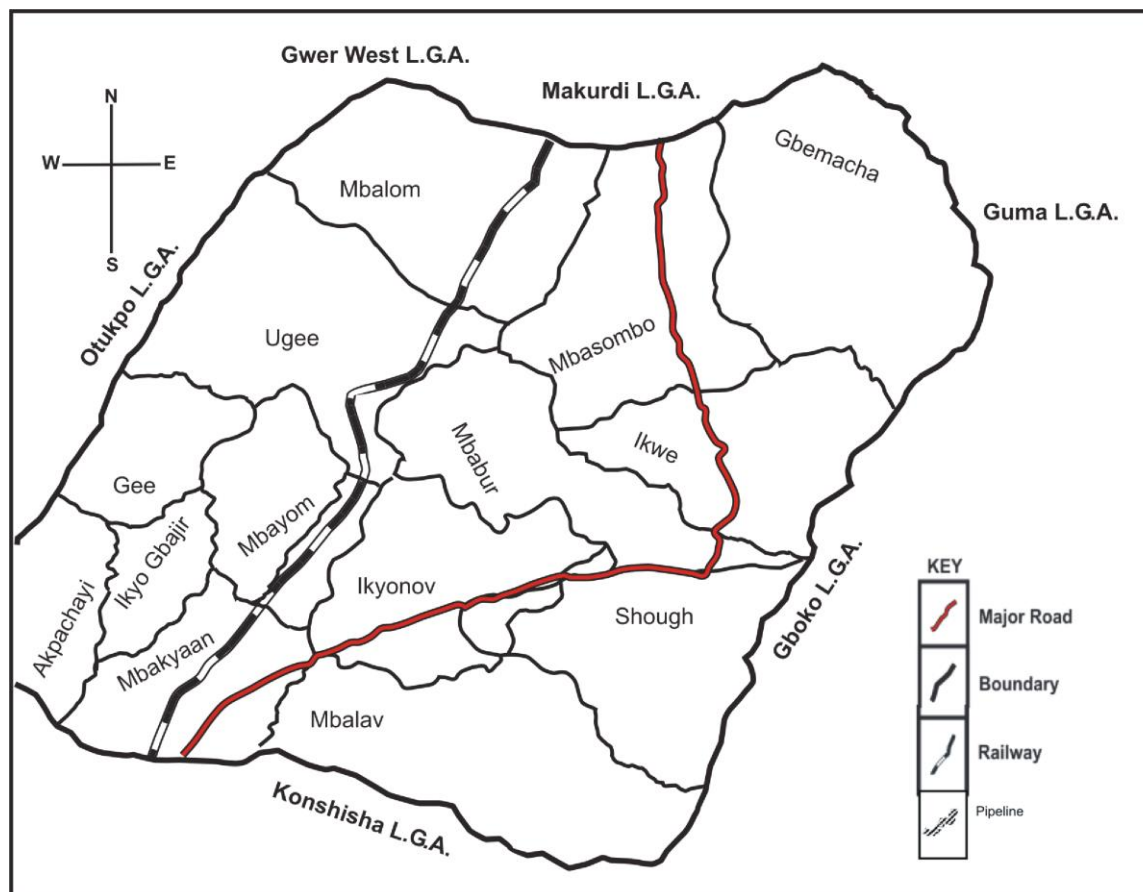 Gwer West L.G.A.
Makurdi L.G.A.
N
W
E
S
Gbemacha
Mbalom
Guma L.G.A.
Otukpo L.G.A.
Ugee
Mbasombo
Mbabur
Ikwe
Gee
Mbayom
Ikyo Gbajir
Akpachayi
Ikyonov
Shough
Gboko L.G.A.
Mbakyaan
Mbalav
Konshisha L.G.A.
KEY
Major Road
Boundary
Railway
Pipeline